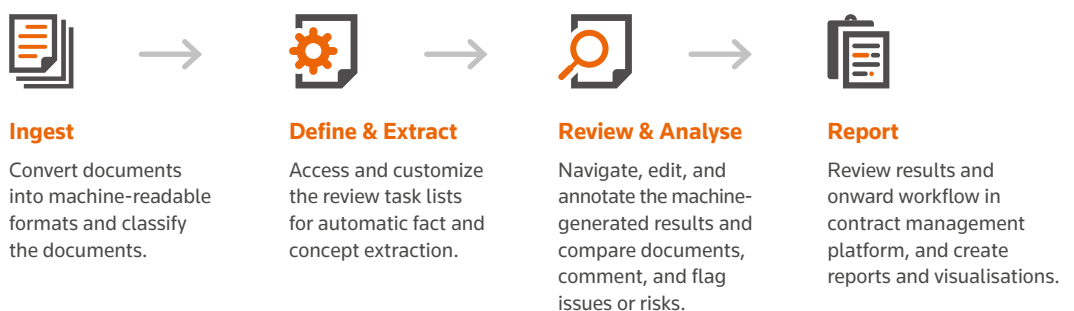 Ingest
Convert documents
into machine-readable
formats and classify
the documents.
Define & Extract
Access and customize
the review task lists
for automatic fact and
concept extraction.
Review & Analyse
Navigate, edit, and
annotate the machine-
generated results and
compare documents,
comment, and flag
issues or risks.
Report
Review results and
onward workflow in
contract management
platform, and create
reports and visualisations.